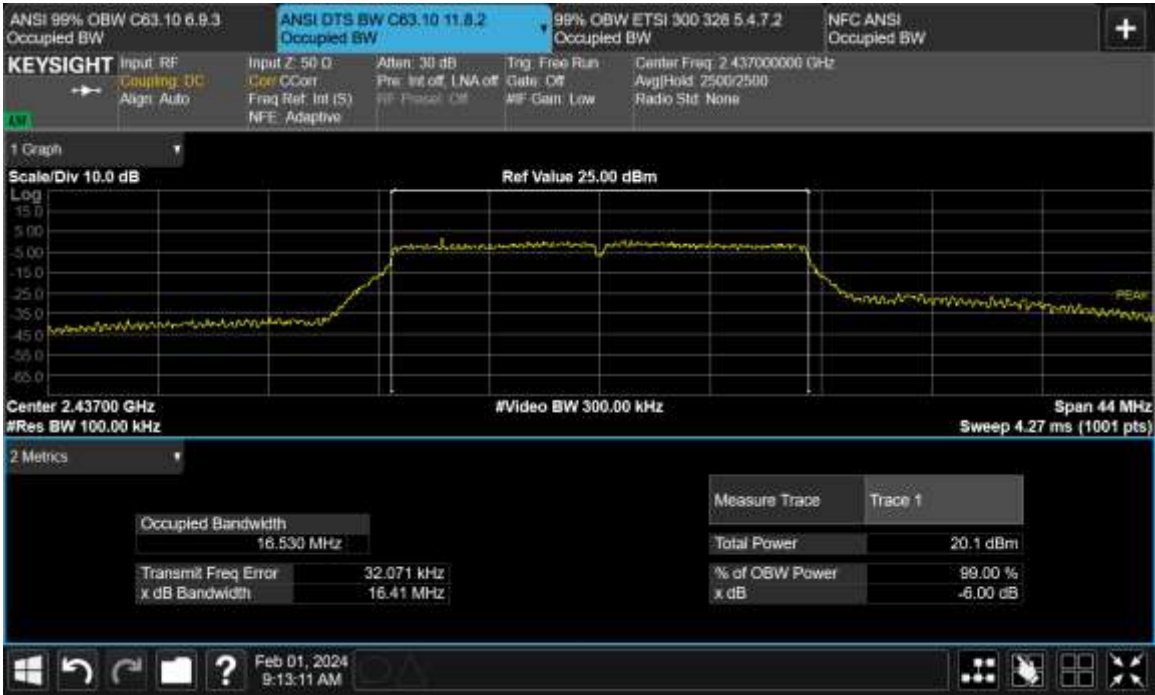 ANSI 99% OBW C63.10 6.9.3
Occupied BW
ANSI DTS BW C63.10 11.8.2
Occupied BW
99% OBW ETSI 300 328 5.4.7.2
Occupied BW
NFC ANSI
Occupied BW
KEYSIGHT
Input: RF
Coupling: DC
Align: Auto
Input Z: 50 Ω
Corr CCorr
Freq Ref: Int (S)
NFE: Adaptive
Atten: 30 dB
Pre: Int off, LNA off
RF Presel: Off
Trig: Free Run
Gate: Off
#IF Gain: Low
Center Freq: 2.437000000 GHz
Avg|Hold: 2500/2500
Radio Std: None
1 Graph
Scale/Div 10.0 dB
Ref Value 25.00 dBm
Log
15.0
5.00
-5.00
-15.0
-25.0
-35.0
-45.0
-55.0
-65.0
PEAK
Center 2.43700 GHz
#Video BW 300.00 kHz
Span 44 MHz
#Res BW 100.00 kHz
Sweep 4.27 ms (1001 pts)
2 Metrics
Measure Trace
Trace 1
Occupied Bandwidth
16.530 MHz
Total Power
20.1 dBm
Transmit Freq Error
32.071 kHz
% of OBW Power
99.00 %
x dB Bandwidth
16.41 MHz
x dB
-6.00 dB
?
Feb 01, 2024
9:13:11 AM